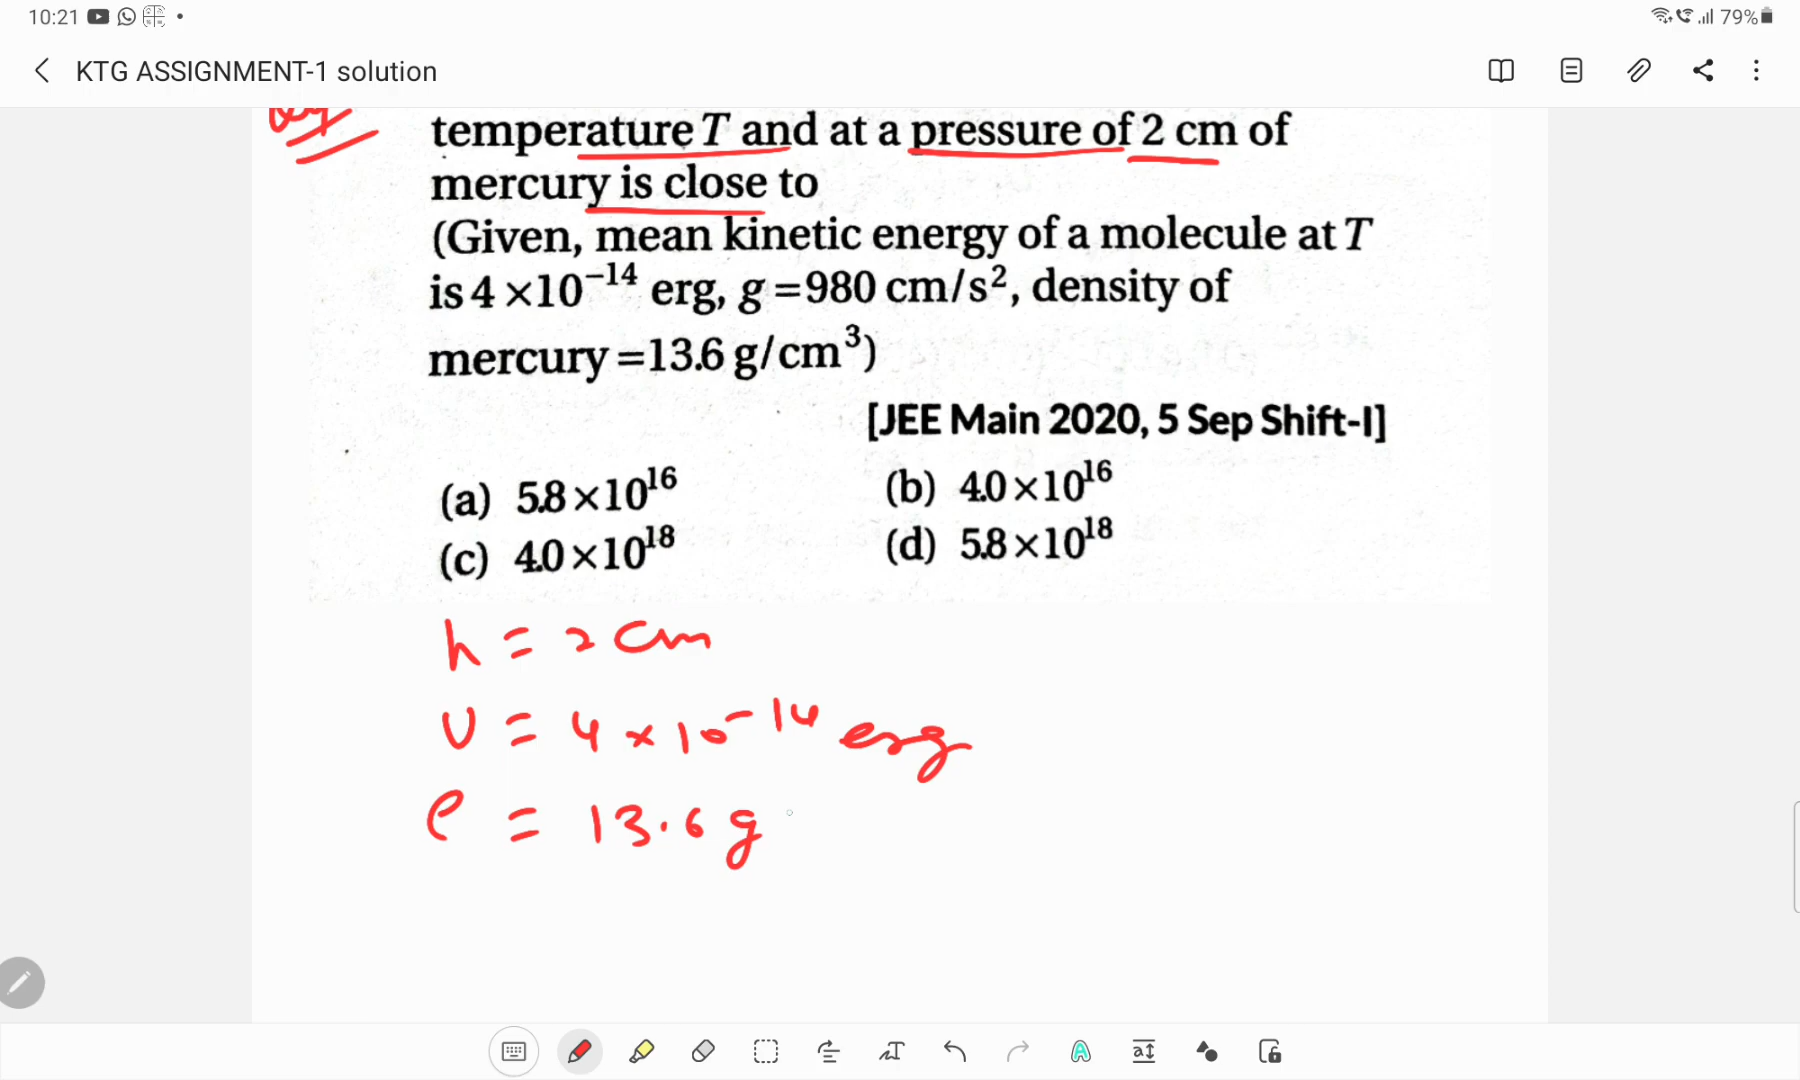 10:21
79%
KTG ASSIGNMENT-1 solution
temperature T and at a pressure of 2 cm of
mercury is close to
(Given, mean kinetic energy of a molecule at T
is 4 ×10⁻¹⁴ erg, g =980 cm/s², density of
mercury =13.6 g/cm³)
[JEE Main 2020, 5 Sep Shift-I]
(a) 5.8 ×10¹⁶ (b) 4.0 ×10¹⁶
(c) 4.0 ×10¹⁸ (d) 5.8 ×10¹⁸
h = 2 cm
U = 4 × 10⁻¹⁴ erg
ρ = 13.6 g